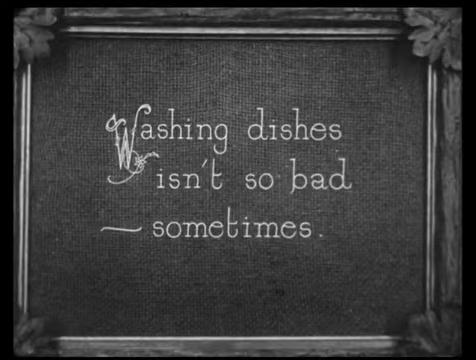 Washing dishes
isn't so bad
— sometimes.